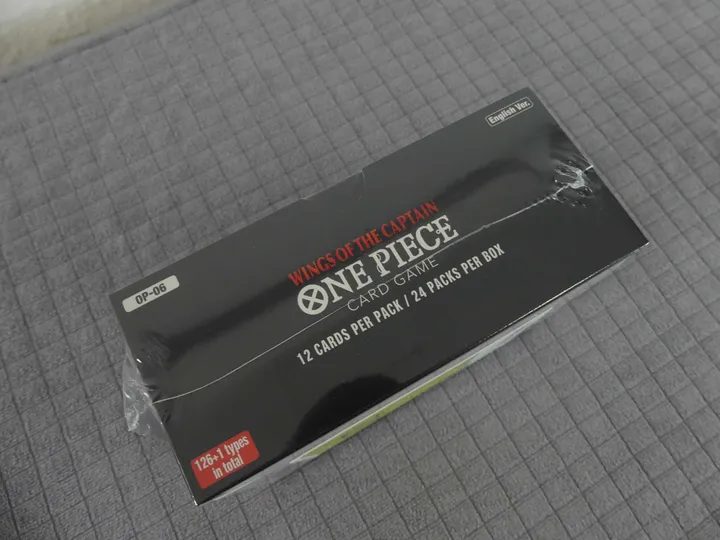 English Ver.
OP-06
WINGS OF THE CAPTAIN
ONE PIECE
CARD GAME
12 CARDS PER PACK / 24 PACKS PER BOX
126+1 types
in total